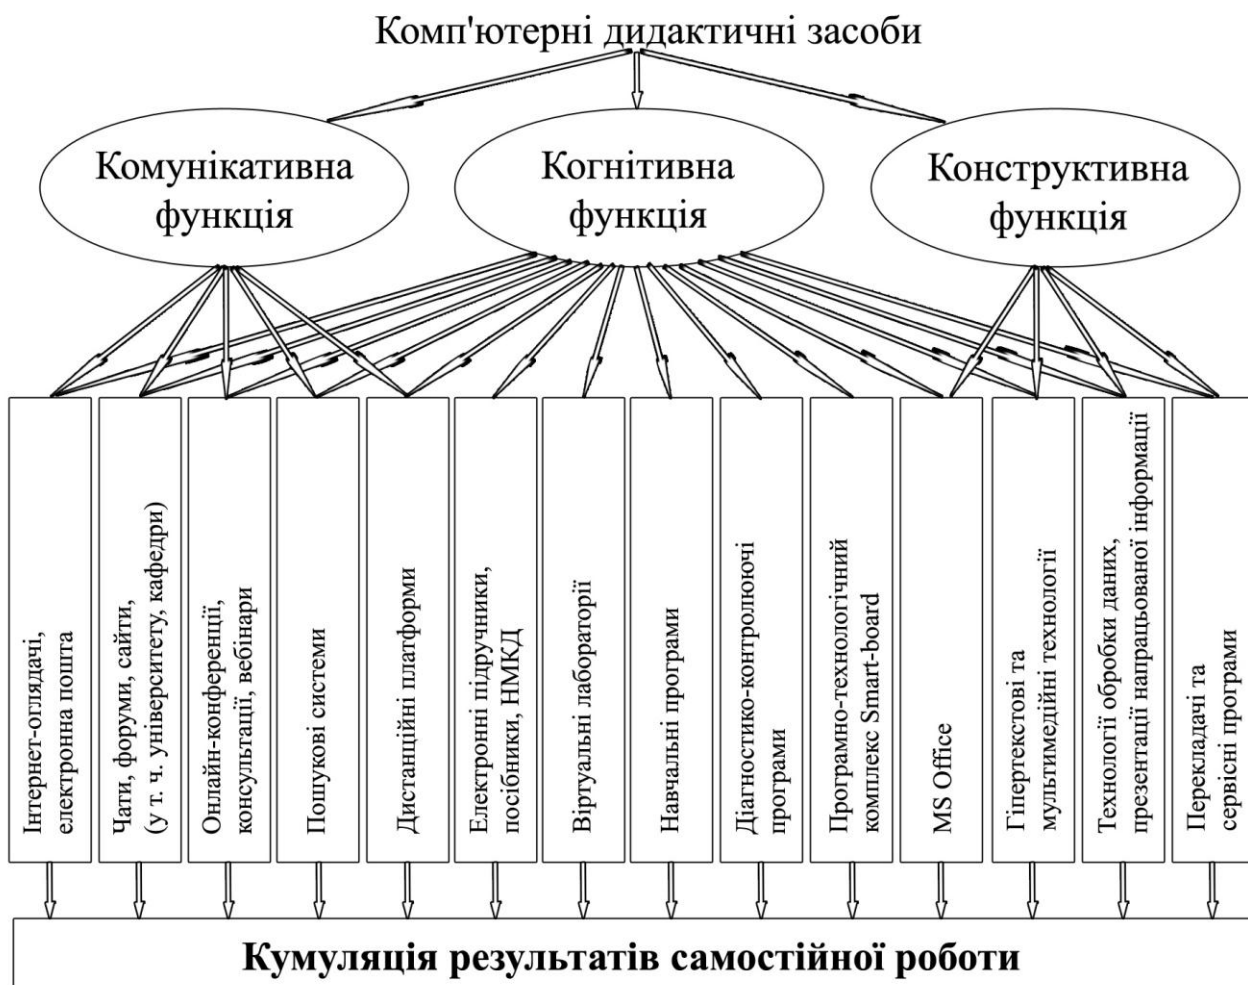 Комп'ютерні дидактичні засоби
Комунікативна
функція
Когнітивна
функція
Конструктивна
функція
Інтернет-оглядачі,
електронна пошта
Чати, форуми, сайти,
(у т. ч. університету, кафедри)
Онлайн-конференції,
консультації, вебінари
Пошукові системи
Дистанційні платформи
Електронні підручники,
посібники, НМКД
Віртуальні лабораторії
Навчальні програми
Діагностико-контролюючі
програми
Програмно-технологічний
комплекс Smart-board
MS Office
Гіпертекстові та
мультимедійні технології
Технології обробки даних,
презентації напрацьованої інформації
Перекладачі та
сервісні програми
Кумуляція результатів самостійної роботи